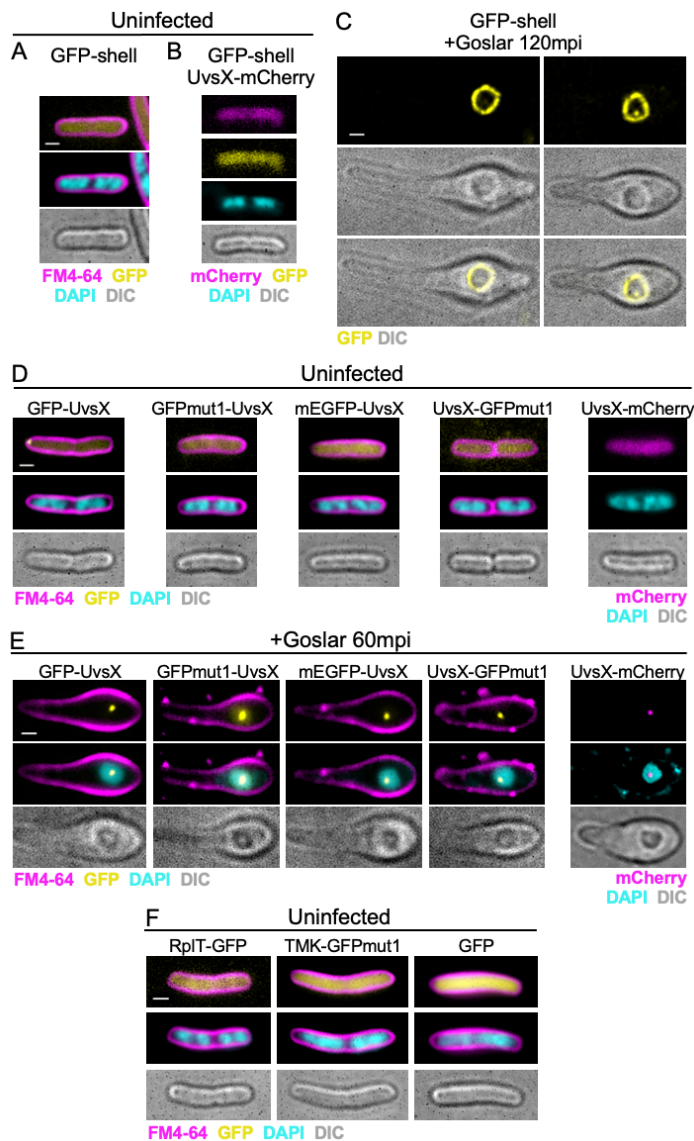 Uninfected
A
GFP-shell
B
GFP-shell
UvsX-mCherry
FM4-64 GFP
DAPI DIC
mCherry GFP
DAPI DIC
C
GFP-shell
+Goslar 120mpi
GFP DIC
D
Uninfected
GFP-UvsX GFPmut1-UvsX mEGFP-UvsX UvsX-GFPmut1 UvsX-mCherry
FM4-64 GFP DAPI DIC
mCherry
DAPI DIC
E
+Goslar 60mpi
GFP-UvsX GFPmut1-UvsX mEGFP-UvsX UvsX-GFPmut1 UvsX-mCherry
FM4-64 GFP DAPI DIC
mCherry
DAPI DIC
F
Uninfected
RplT-GFP TMK-GFPmut1 GFP
FM4-64 GFP DAPI DIC